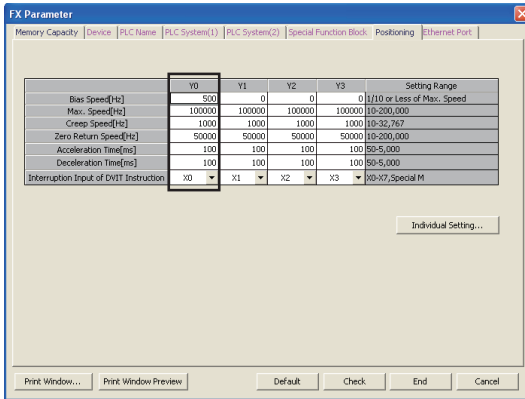 FX Parameter
Memory Capacity Device PLC Name PLC System(1) PLC System(2) Special Function Block Positioning Ethernet Port
Y0 Y1 Y2 Y3 Setting Range
Bias Speed[Hz] 500 0 0 0 1/10 or Less of Max. Speed
Max. Speed[Hz] 100000 100000 100000 100000 10-200,000
Creep Speed[Hz] 1000 1000 1000 1000 10-32,767
Zero Return Speed[Hz] 50000 50000 50000 50000 10-200,000
Acceleration Time[ms] 100 100 100 100 50-5,000
Deceleration Time[ms] 100 100 100 100 50-5,000
Interruption Input of DVIT Instruction X0 X1 X2 X3 X0-X7,Special M
Individual Setting...
Print Window... Print Window Preview Default Check End Cancel